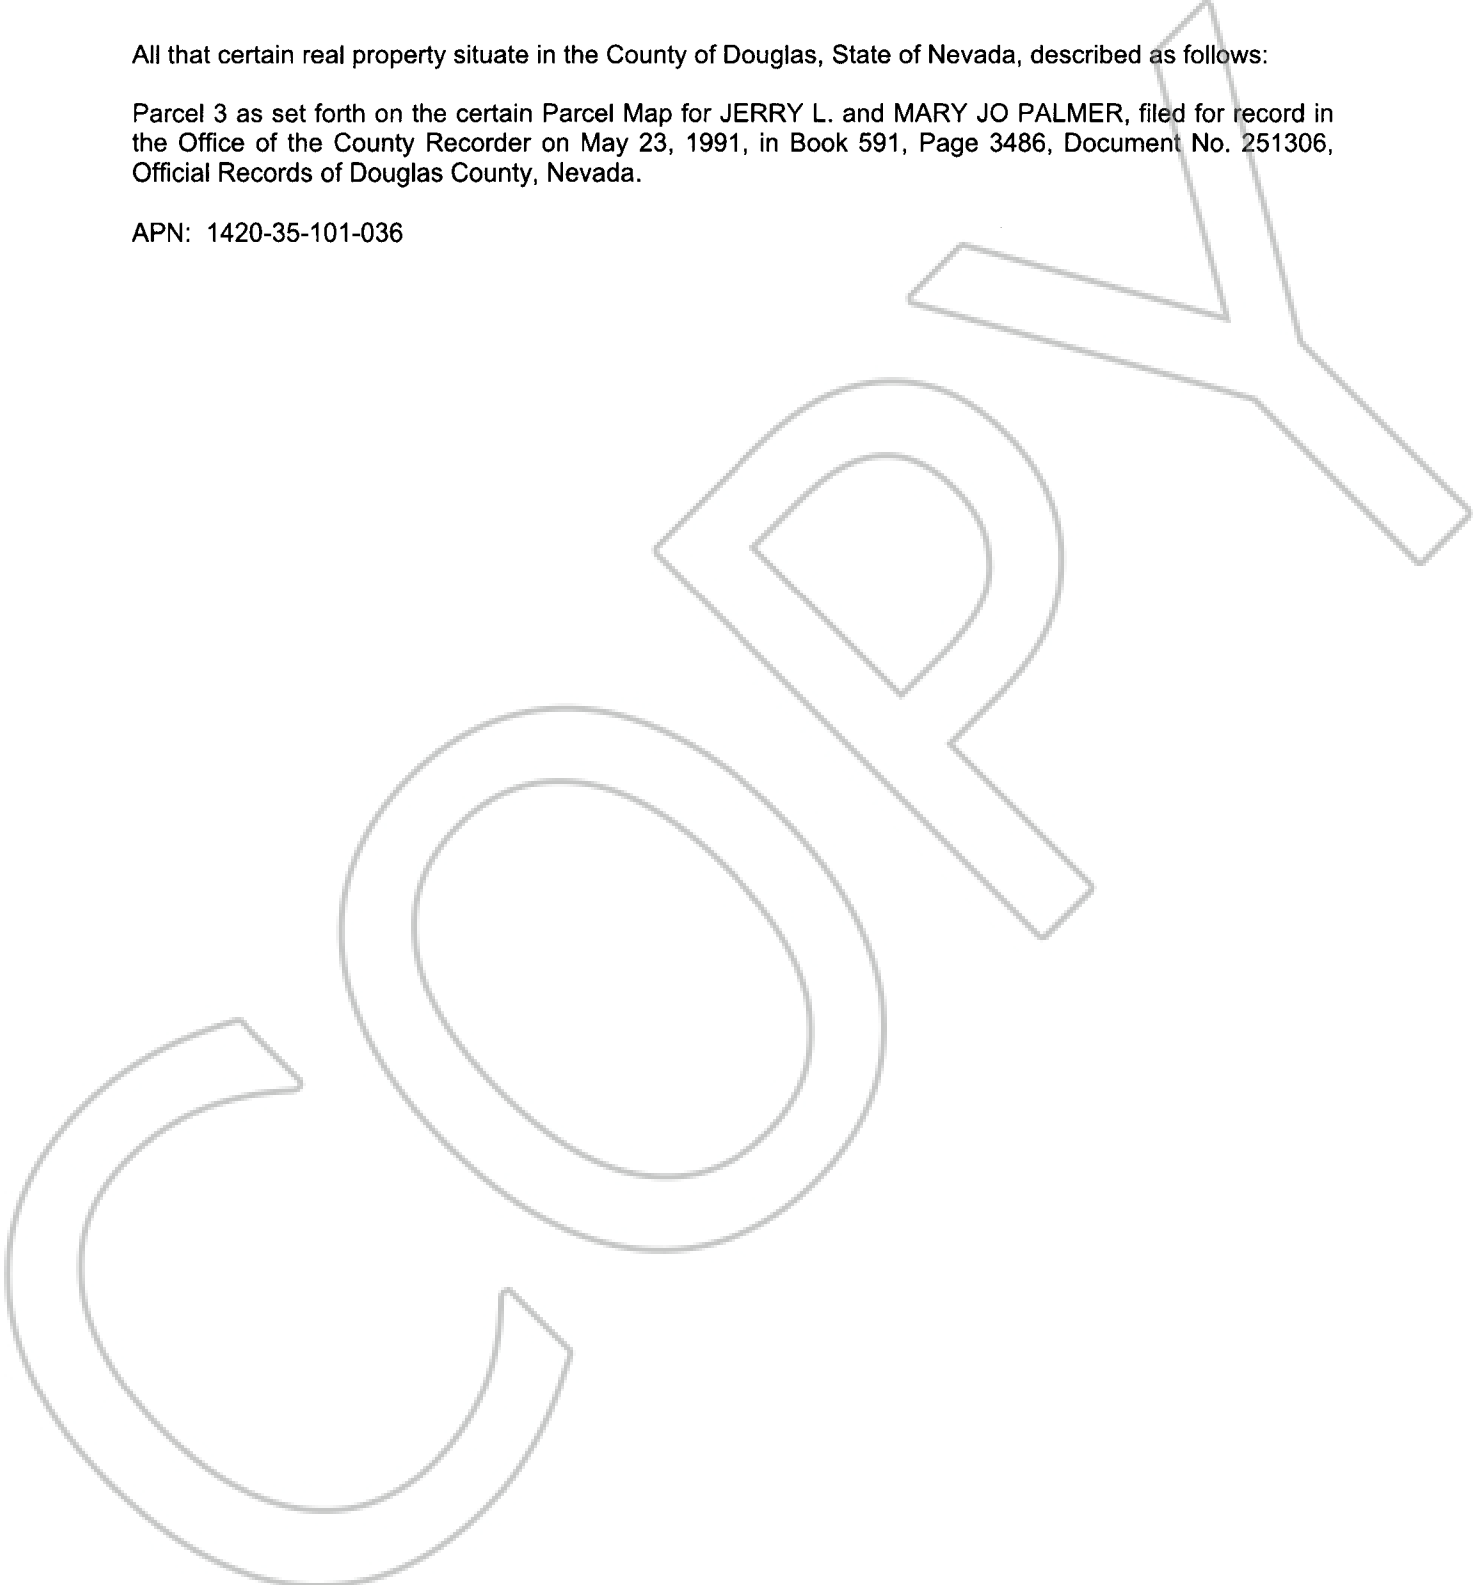 All that certain real property situate in the County of Douglas, State of Nevada, described as follows:
Parcel 3 as set forth on the certain Parcel Map for JERRY L. and MARY JO PALMER, filed for record in
the Office of the County Recorder on May 23, 1991, in Book 591, Page 3486, Document No. 251306,
Official Records of Douglas County, Nevada.
APN: 1420-35-101-036
COPY